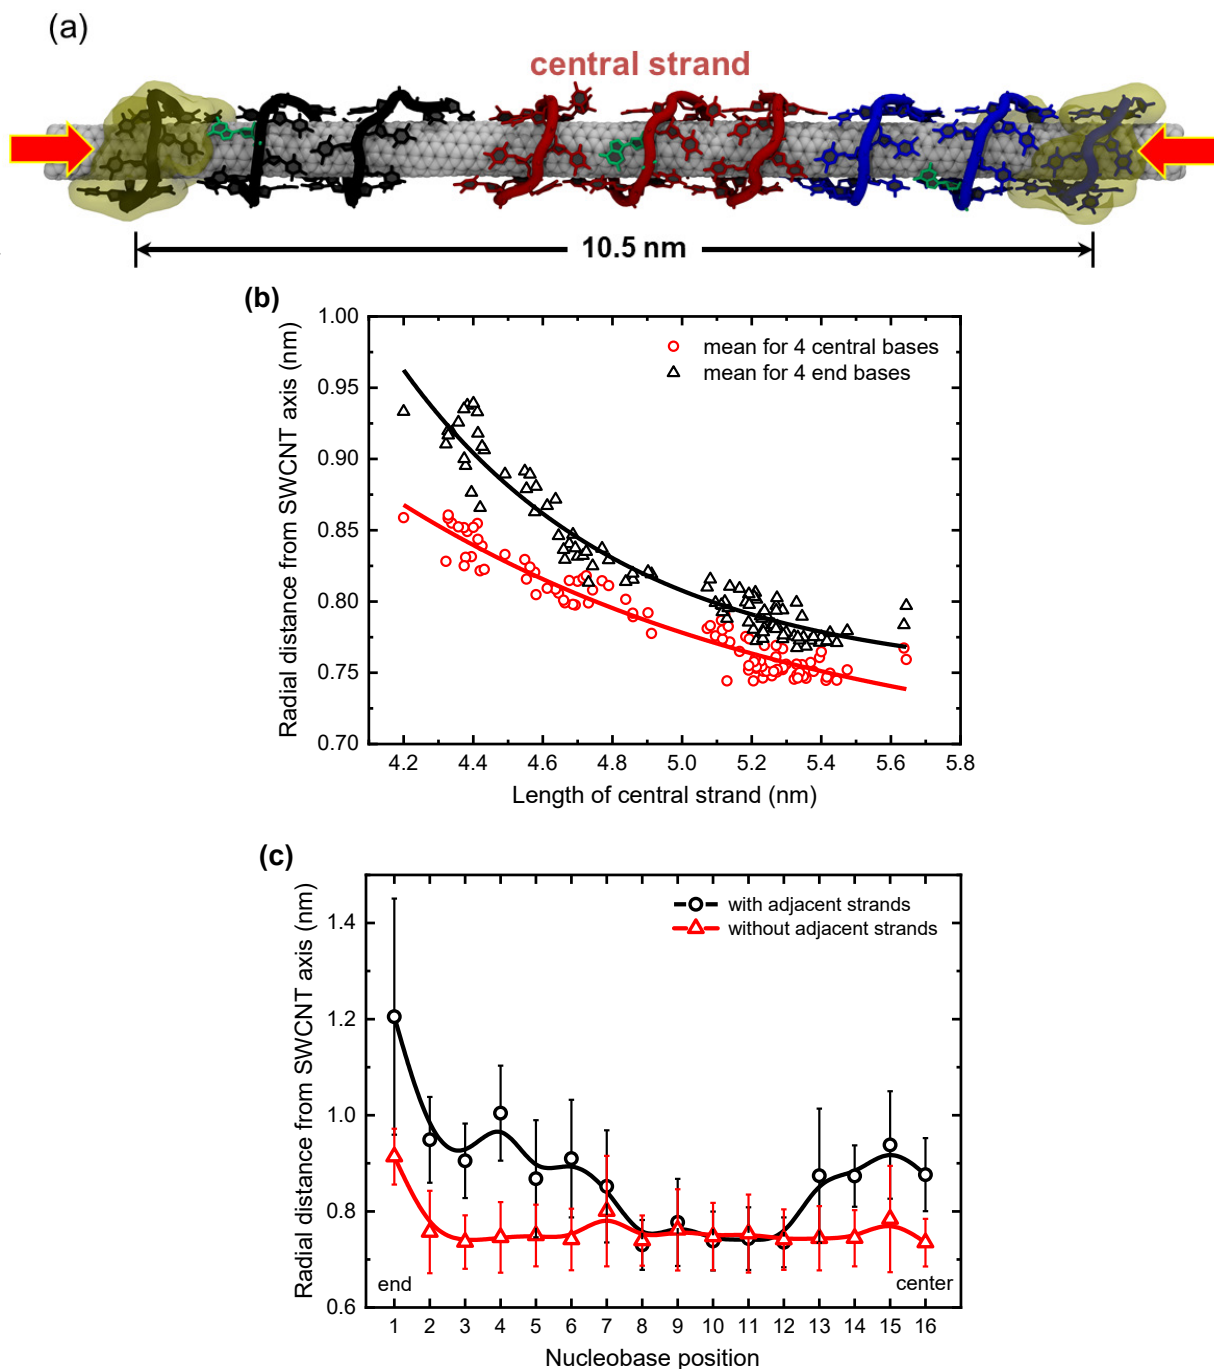 (a)
central strand
10.5 nm
(b)
Radial distance from SWCNT axis (nm)
1.00
0.95
0.90
0.85
0.80
0.75
0.70
mean for 4 central bases
mean for 4 end bases
4.2 4.4 4.6 4.8 5.0 5.2 5.4 5.6 5.8
Length of central strand (nm)
(c)
Radial distance from SWCNT axis (nm)
1.4
1.2
1.0
0.8
0.6
with adjacent strands
without adjacent strands
end
center
1 2 3 4 5 6 7 8 9 10 11 12 13 14 15 16
Nucleobase position